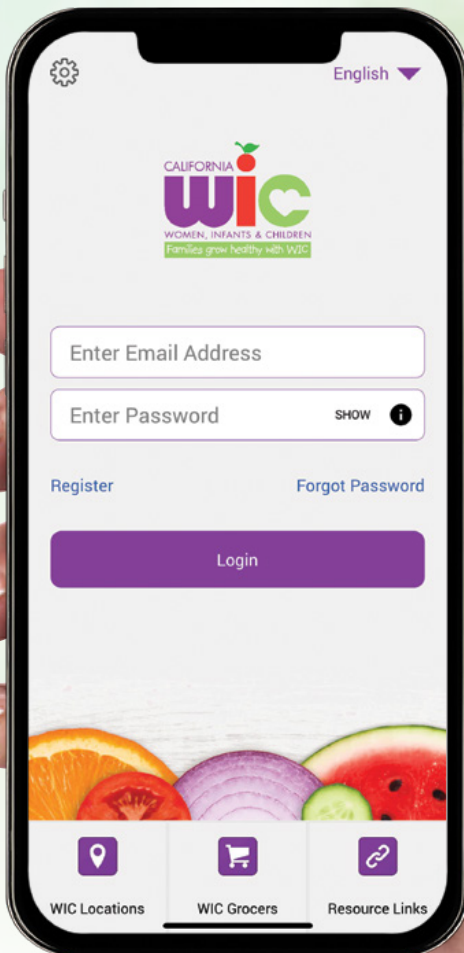 English
CALIFORNIA
wic
WOMEN, INFANTS & CHILDREN
Families grow healthy with WIC
Enter Email Address
Enter Password SHOW i
Register Forgot Password
Login
WIC Locations WIC Grocers Resource Links